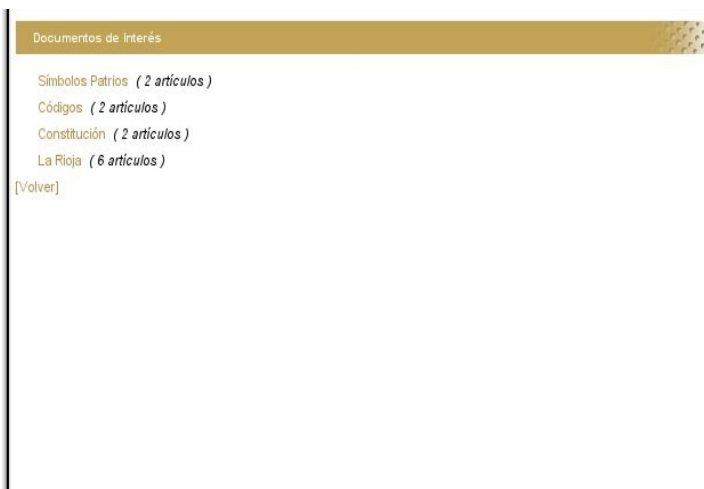 Documentos de Interés
Símbolos Patrios ( 2 artículos )
Códigos ( 2 artículos )
Constitución ( 2 artículos )
La Rioja ( 6 artículos )
[Volver]